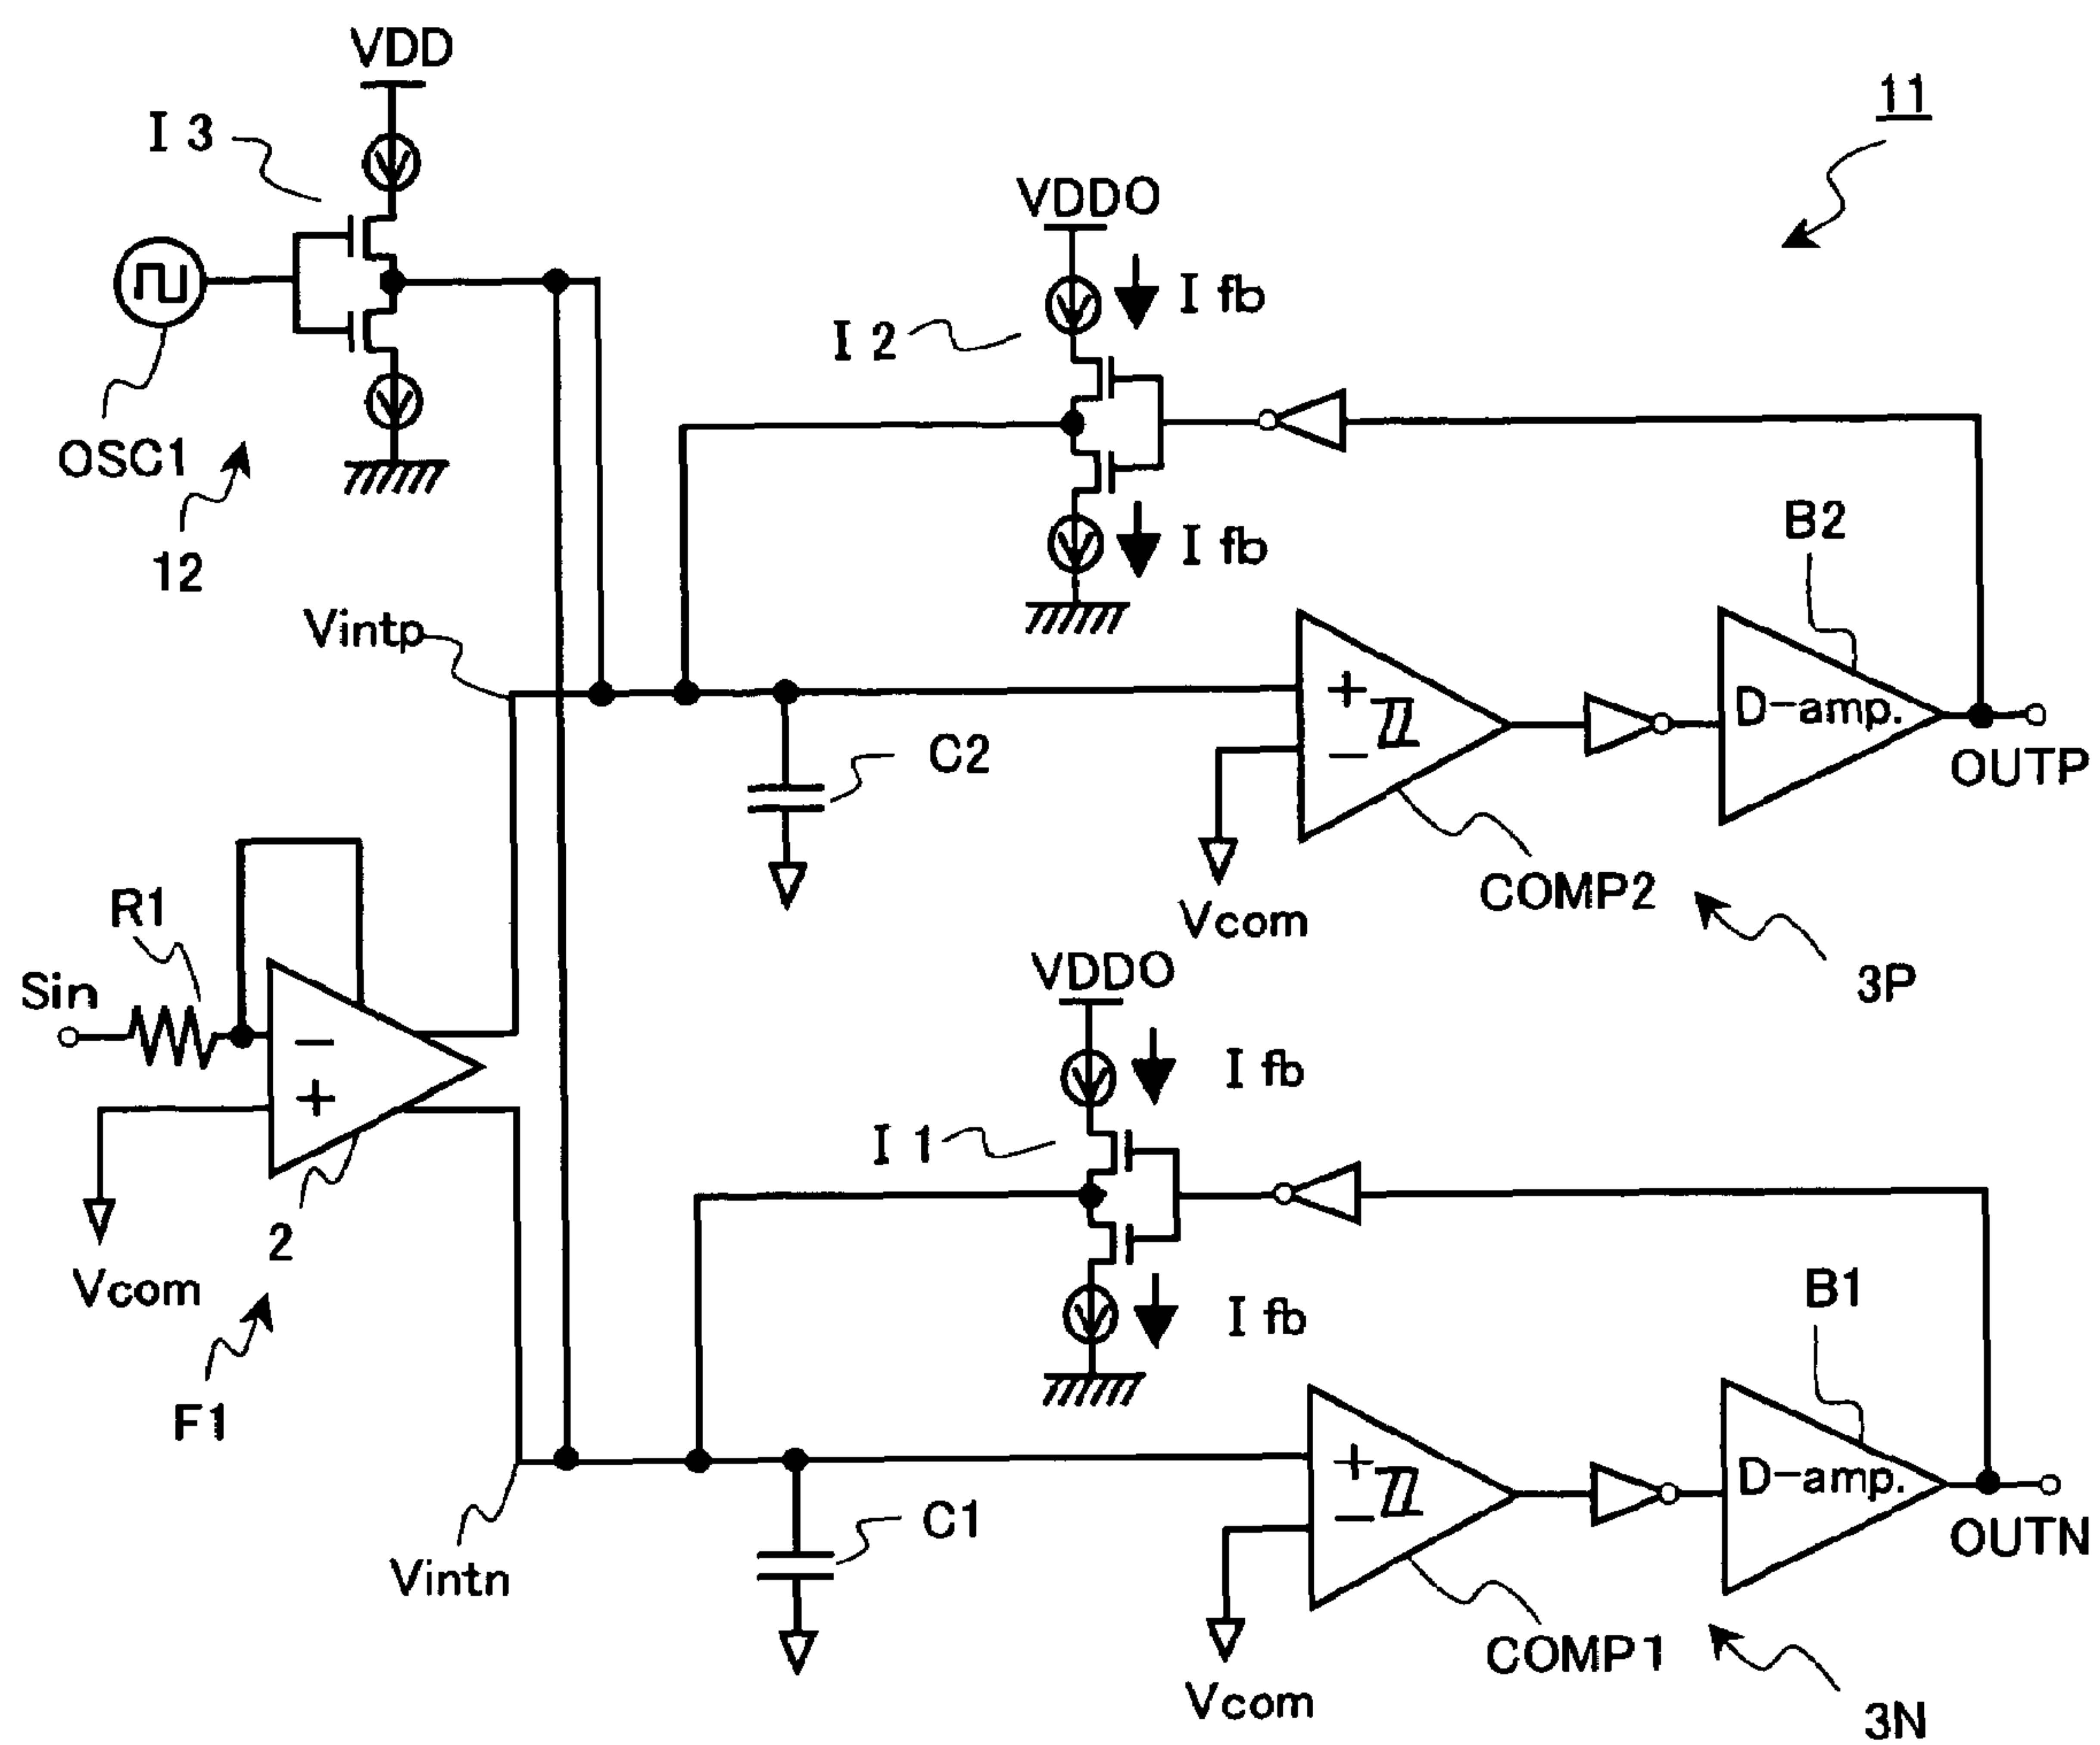 VDD
11
I 3
VDDO
I fb
I 2
OSC1
B2
I fb
12
Vintp
D-amp.
+
−
C2
OUTP
R1
COMP2
Vcom
VDDO
3P
Sin
−
+
I fb
I 1
2
Vcom
B1
I fb
F1
+
−
D-amp.
C1
OUTN
Vintn
COMP1
Vcom
3N